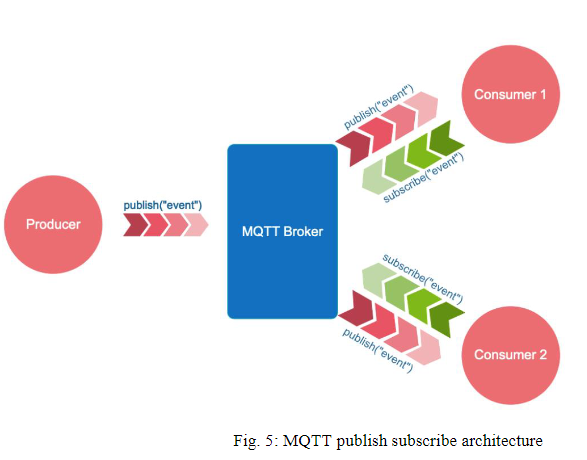 publish("event")
Consumer 1
subscribe("event")
publish("event")
Producer
MQTT Broker
subscribe("event")
publish("event")
Consumer 2
Fig. 5: MQTT publish subscribe architecture